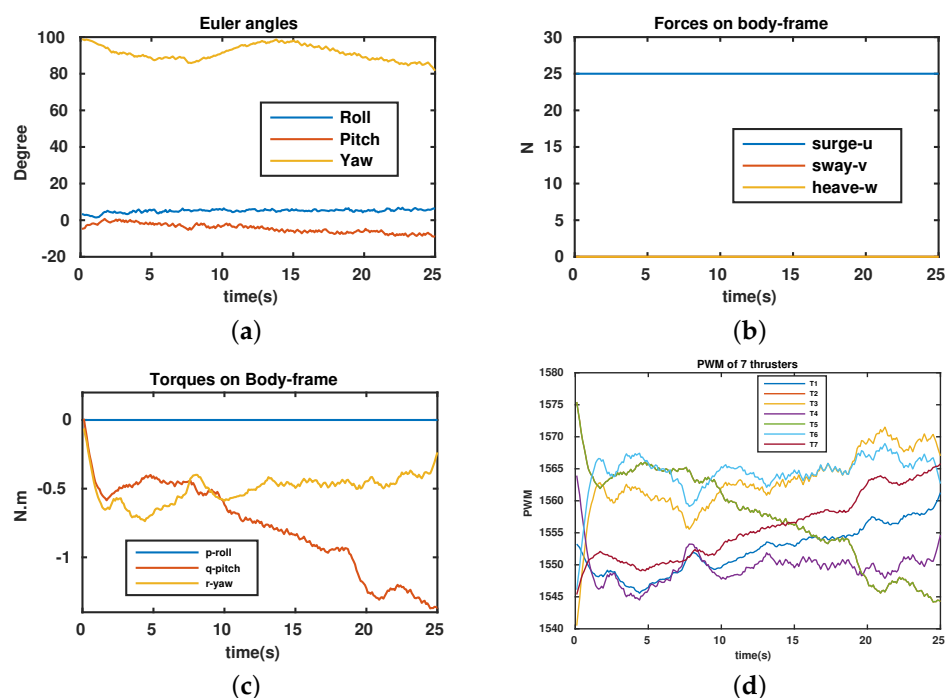 Euler angles
100
80
60
40
20
0
-20
Degree
Roll
Pitch
Yaw
0 5 10 15 20 25
time(s)
(a)
Forces on body-frame
30
25
20
15
10
5
0
N
surge-u
sway-v
heave-w
0 5 10 15 20 25
time(s)
(b)
Torques on Body-frame
0
-0.5
-1
N.m
p-roll
q-pitch
r-yaw
0 5 10 15 20 25
time(s)
(c)
PWM of 7 thrusters
1580
1575
1570
1565
1560
1555
1550
1545
1540
PWM
T1
T2
T3
T4
T5
T6
T7
0 5 10 15 20 25
time(s)
(d)